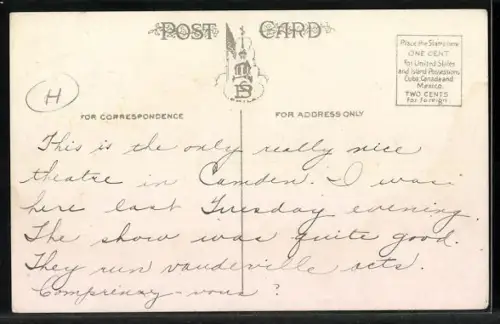 POST CARD
Place the Stamp here
ONE CENT
For United States
and Island Possessions
Cuba, Canada and
Mexico.
TWO CENTS
for foreign.
PHILA
H
FOR CORRESPONDENCE
FOR ADDRESS ONLY
This is the only really nice
theatre in Camden. I was
here last Tuesday evening.
The show was quite good.
They run vaudeville acts.
Comprenzy-vous?